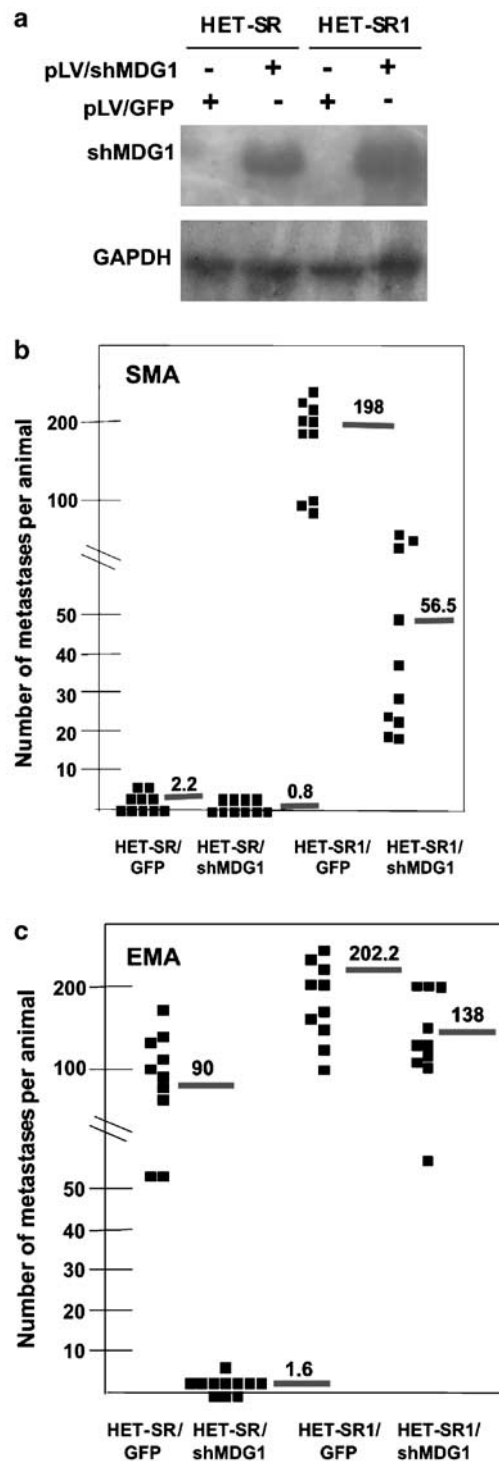 a
HET-SR HET-SR1
pLV/shMDG1 - + - +
pLV/GFP + - + -
shMDG1
GAPDH
b
SMA
Number of metastases per animal
200
100
50
40
30
20
10
2.2
0.8
198
56.5
HET-SR/ GFP
HET-SR/ shMDG1
HET-SR1/ GFP
HET-SR1/ shMDG1
c
EMA
Number of metastases per animal
200
100
50
40
30
20
10
90
1.6
202.2
138
HET-SR/ GFP
HET-SR/ shMDG1
HET-SR1/ GFP
HET-SR1/ shMDG1